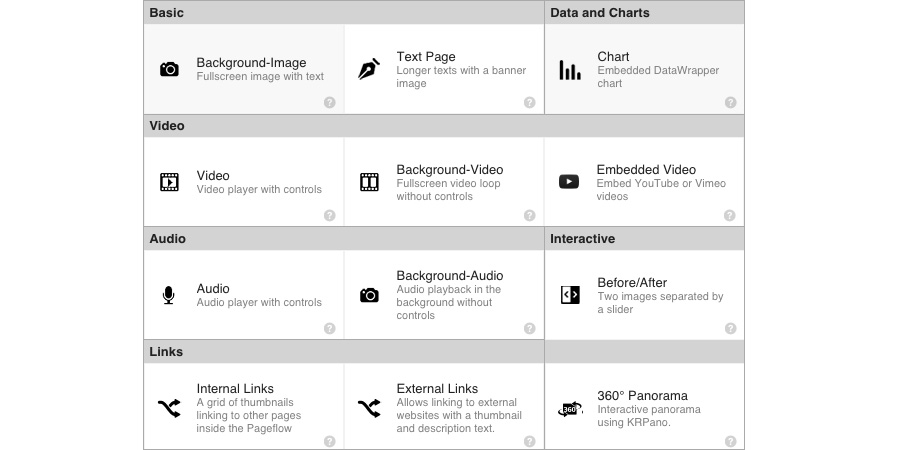 Basic
Data and Charts
Background-Image
Fullscreen image with text
?
Text Page
Longer texts with a banner
image
?
Chart
Embedded DataWrapper
chart
?
Video
Video
Video player with controls
?
Background-Video
Fullscreen video loop
without controls
?
Embedded Video
Embed YouTube or Vimeo
videos
?
Audio
Interactive
Audio
Audio player with controls
?
Background-Audio
Audio playback in the
background without
controls
?
Before/After
Two images separated by
a slider
?
Links
Internal Links
A grid of thumbnails
linking to other pages
inside the Pageflow
?
External Links
Allows linking to external
websites with a thumbnail
and description text.
?
360°
360° Panorama
Interactive panorama
using KRPano.
?